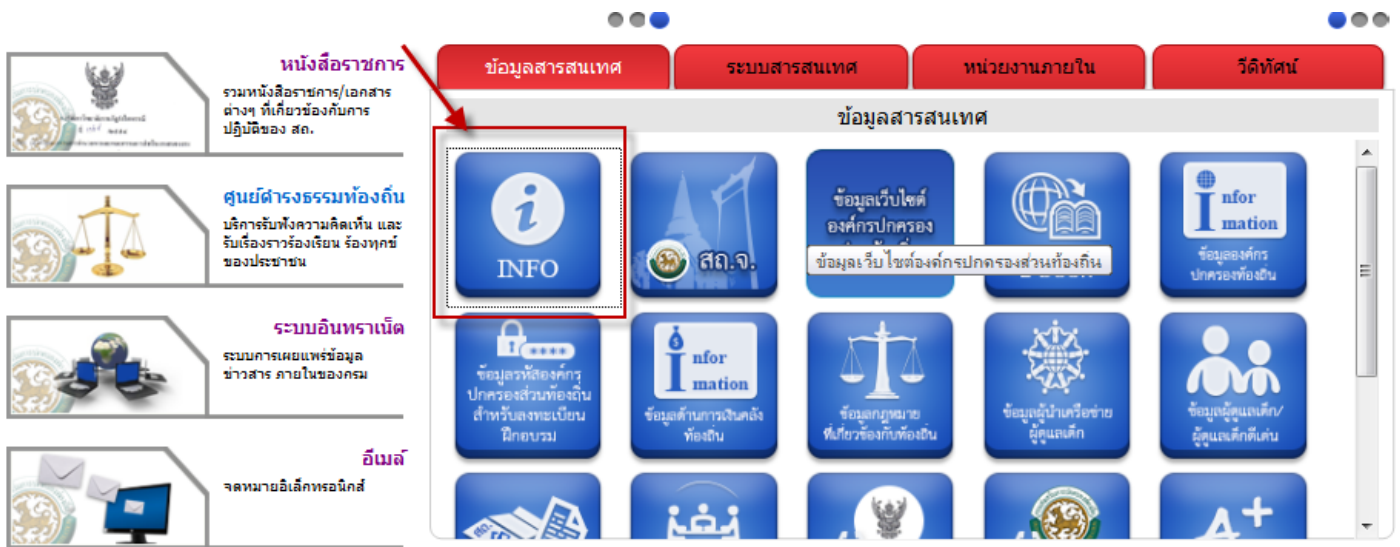 หนังสือราชการ
รวมหนังสือราชการ/เอกสาร
ต่างๆ ที่เกี่ยวข้องกับการ
ปฏิบัติของ สถ.
ศูนย์ดำรงธรรมท้องถิ่น
บริการรับฟังความคิดเห็น และ
รับเรื่องราวร้องเรียน ร้องทุกข์
ของประชาชน
ระบบอินทราเน็ต
ระบบการเผยแพร่ข้อมูล
ข่าวสาร ภายในของกรม
อีเมล์
จดหมายอิเล็กทรอนิกส์
ข้อมูลสารสนเทศ
ระบบสารสนเทศ
หน่วยงานภายใน
วีดิทัศน์
ข้อมูลสารสนเทศ
i
INFO
สถ.จ.
ข้อมูลเว็บไซต์
องค์กรปกครอง
ข้อมูลเว็บไซต์องค์กรปกครองส่วนท้องถิ่น
Infor
mation
ข้อมูลองค์กร
ปกครองท้องถิ่น
ข้อมูลรหัสองค์กร
ปกครองส่วนท้องถิ่น
สำหรับลงทะเบียน
ฝึกอบรม
Infor
mation
ข้อมูลด้านการเงินคลัง
ท้องถิ่น
ข้อมูลกฎหมาย
ที่เกี่ยวข้องกับท้องถิ่น
ข้อมูลผู้นำเครือข่าย
ผู้ดูแลเด็ก
ข้อมูลผู้ดูแลเด็ก/
ผู้ดูแลเด็กดีเด่น
A+